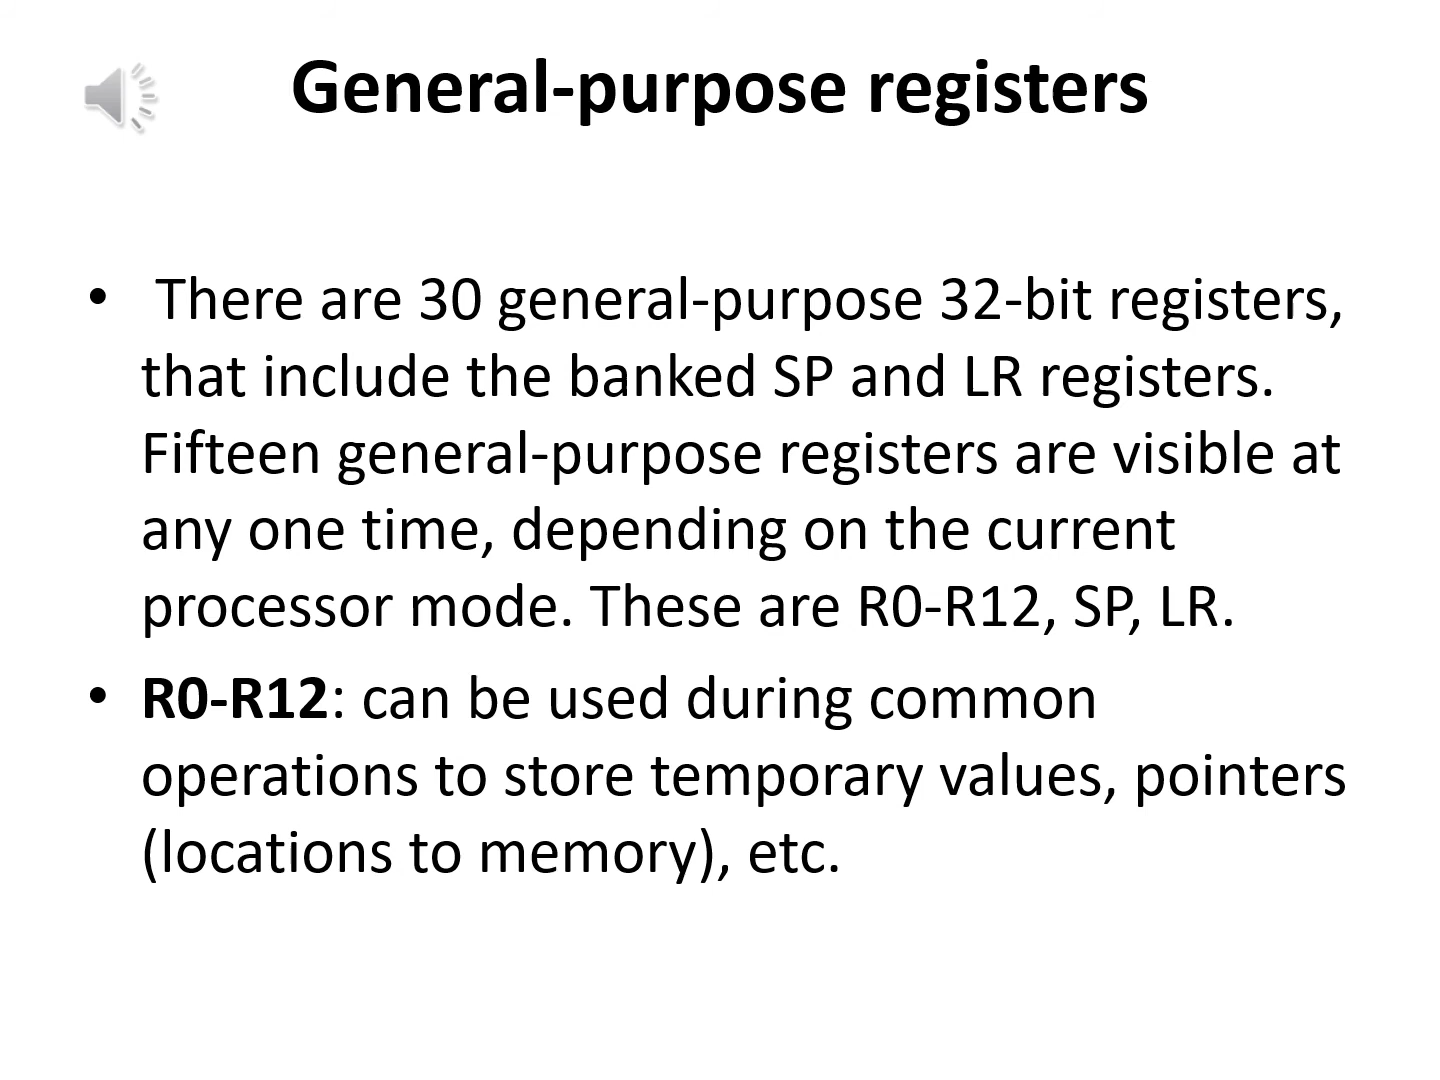 General-purpose registers
• There are 30 general-purpose 32-bit registers,
that include the banked SP and LR registers.
Fifteen general-purpose registers are visible at
any one time, depending on the current
processor mode. These are R0-R12, SP, LR.
• R0-R12: can be used during common
operations to store temporary values, pointers
(locations to memory), etc.